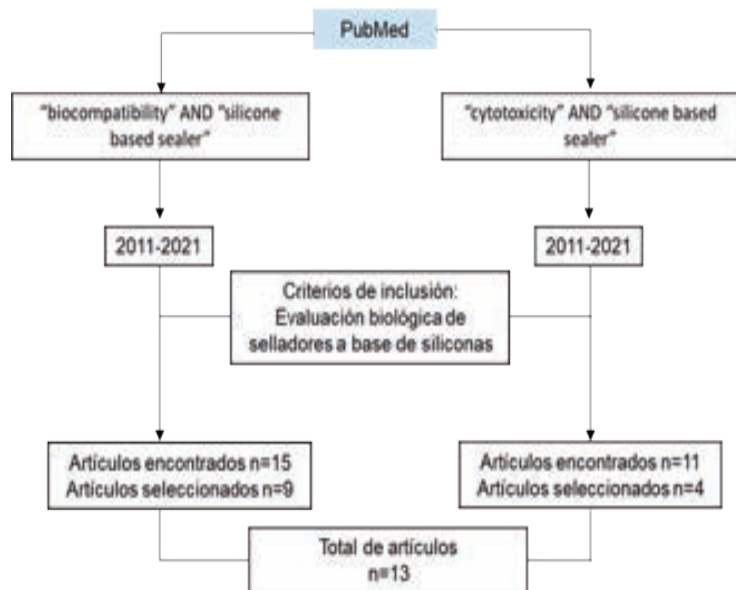 PubMed
"biocompatibility" AND "silicone
based sealer"
"cytotoxicity" AND "silicone based
sealer"
2011-2021
2011-2021
Criterios de inclusión:
Evaluación biológica de
selladores a base de siliconas
Artículos encontrados n=15
Artículos seleccionados n=9
Artículos encontrados n=11
Artículos seleccionados n=4
Total de artículos
n=13